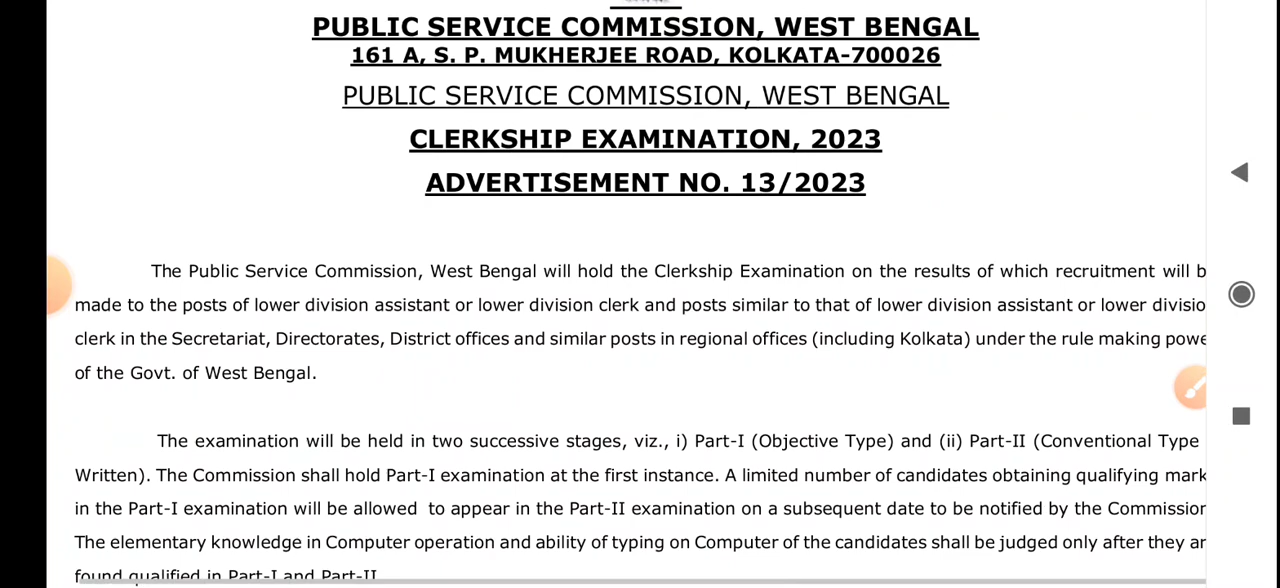 PUBLIC SERVICE COMMISSION, WEST BENGAL
161 A, S. P. MUKHERJEE ROAD, KOLKATA-700026
PUBLIC SERVICE COMMISSION, WEST BENGAL
CLERKSHIP EXAMINATION, 2023
ADVERTISEMENT NO. 13/2023
The Public Service Commission, West Bengal will hold the Clerkship Examination on the results of which recruitment will b
made to the posts of lower division assistant or lower division clerk and posts similar to that of lower division assistant or lower divisio
clerk in the Secretariat, Directorates, District offices and similar posts in regional offices (including Kolkata) under the rule making powe
of the Govt. of West Bengal.
The examination will be held in two successive stages, viz., i) Part-I (Objective Type) and (ii) Part-II (Conventional Type
Written). The Commission shall hold Part-I examination at the first instance. A limited number of candidates obtaining qualifying mark
in the Part-I examination will be allowed to appear in the Part-II examination on a subsequent date to be notified by the Commission
The elementary knowledge in Computer operation and ability of typing on Computer of the candidates shall be judged only after they ar
found qualified in Part-I and Part-II